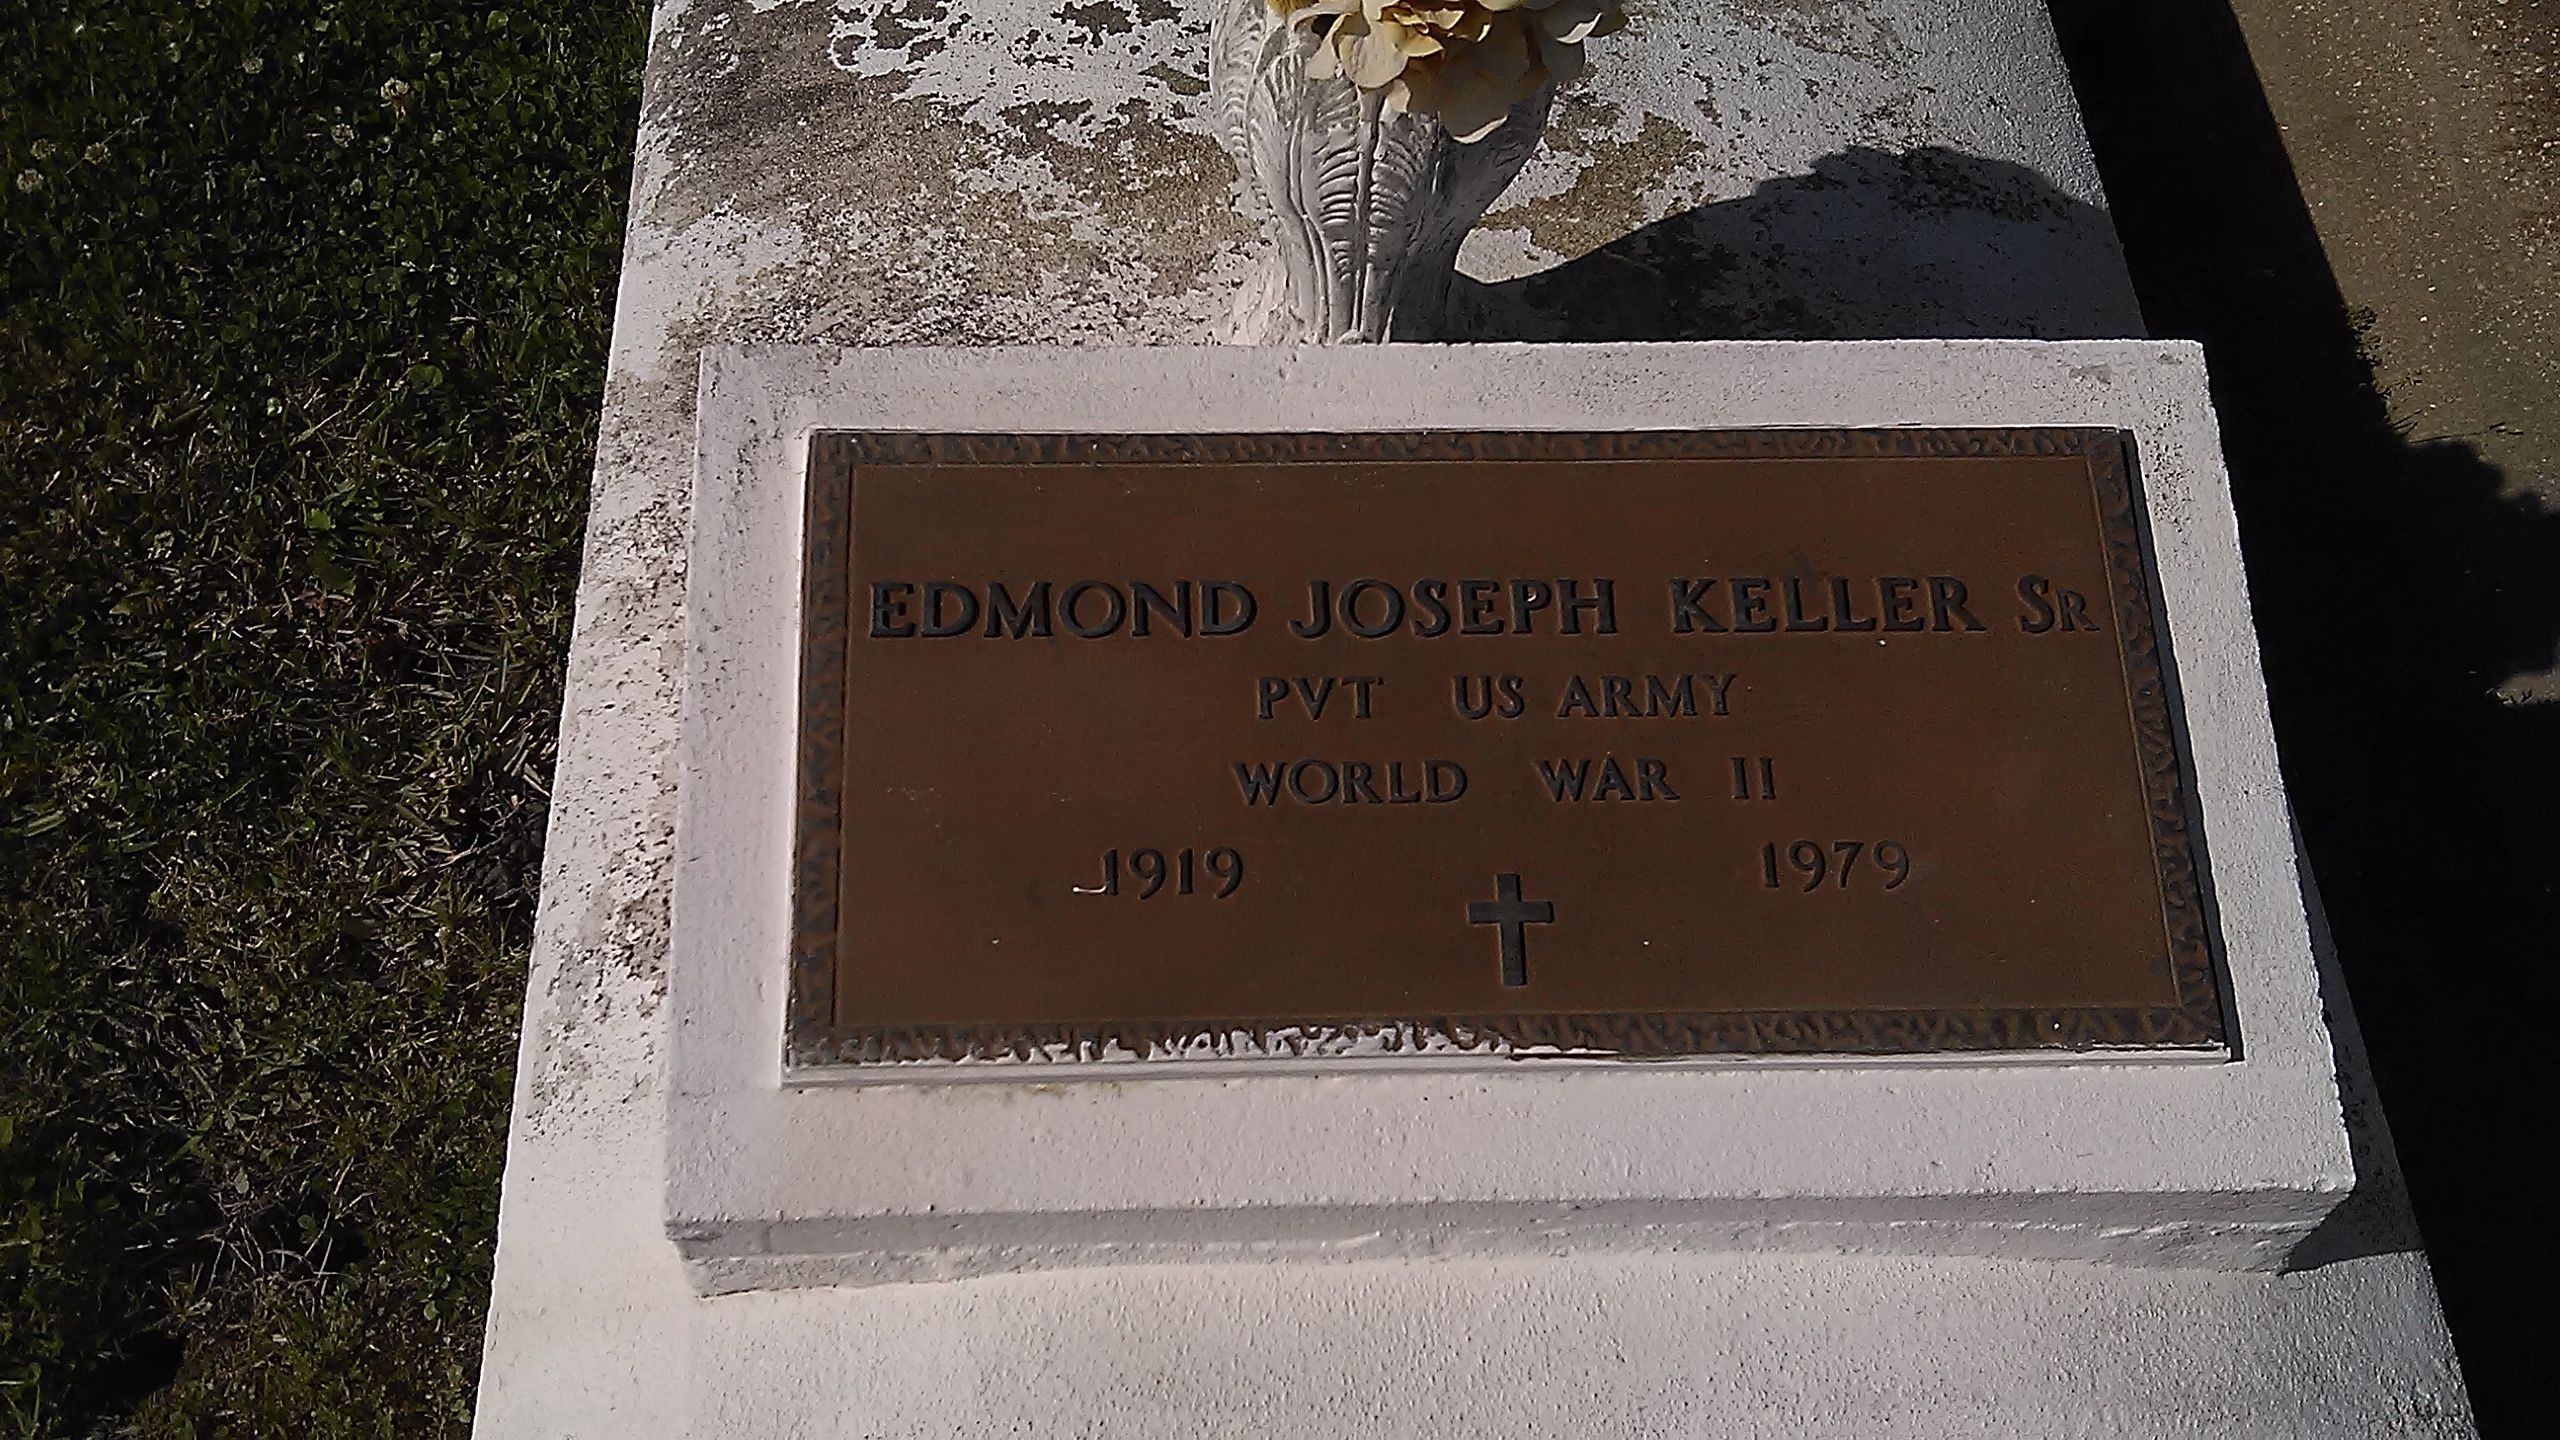 EDMOND JOSEPH KELLER SR
PVT US ARMY
WORLD WAR II
1919 1979